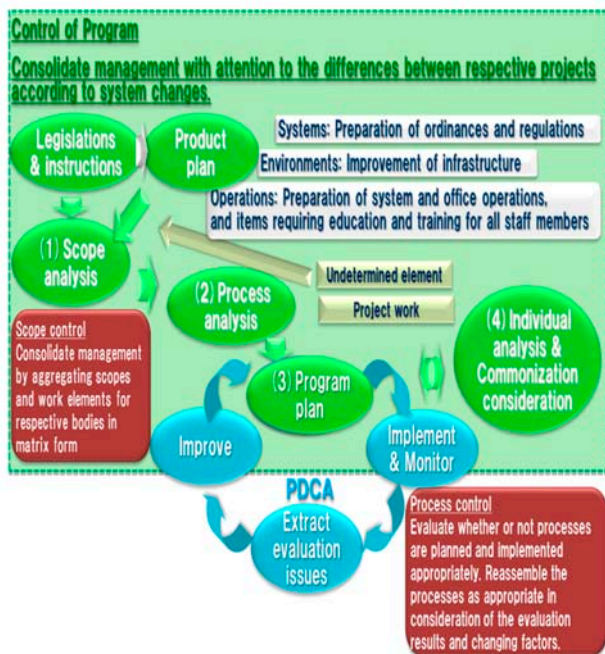 Control of Program
Consolidate management with attention to the differences between respective projects
according to system changes.
Legislations
& instructions
Product
plan
Systems: Preparation of ordinances and regulations
Environments: Improvement of infrastructure
Operations: Preparation of system and office operations,
and items requiring education and training for all staff members
(1) Scope
analysis
Undetermined element
Project work
(2) Process
analysis
(4) Individual
analysis &
Commonization
consideration
Scope control
Consolidate management
by aggregating scopes
and work elements for
respective bodies in
matrix form
(3) Program
plan
Improve
Implement
& Monitor
PDCA
Extract
evaluation
issues
Process control
Evaluate whether or not processes
are planned and implemented
appropriately. Reassemble the
processes as appropriate in
consideration of the evaluation
results and changing factors.